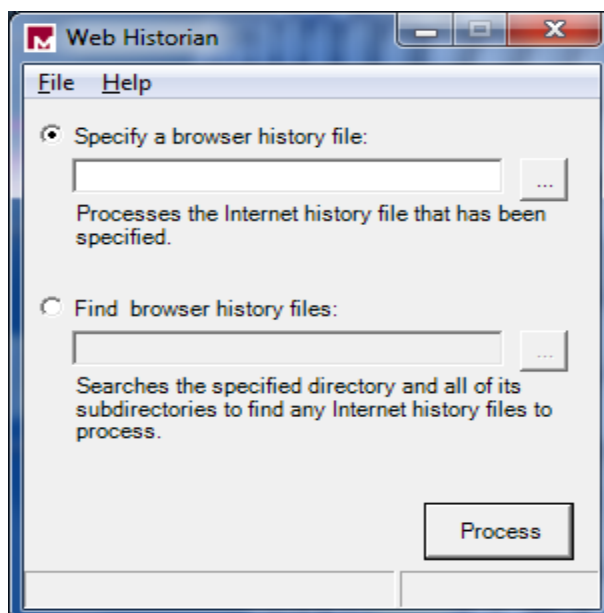 Web Historian
File Help
Specify a browser history file:
...
Processes the Internet history file that has been
specified.
Find  browser history files:
...
Searches the specified directory and all of its
subdirectories to find any Internet history files to
process.
Process